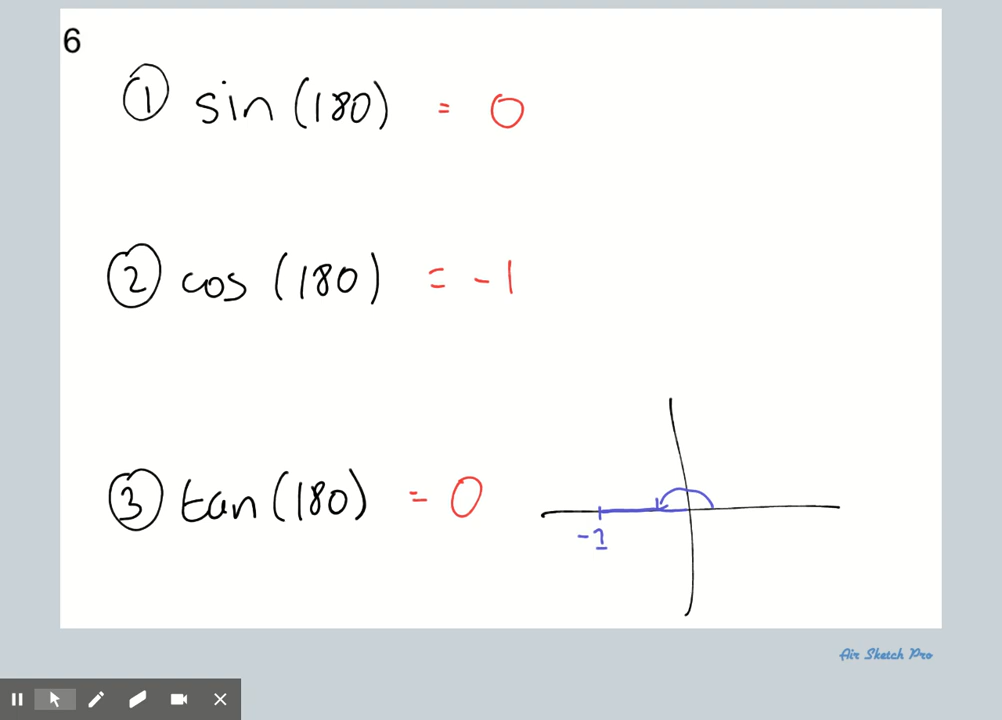 6
① sin (180) = 0
② cos (180) = -1
③ tan (180) = 0
-1
Air Sketch Pro